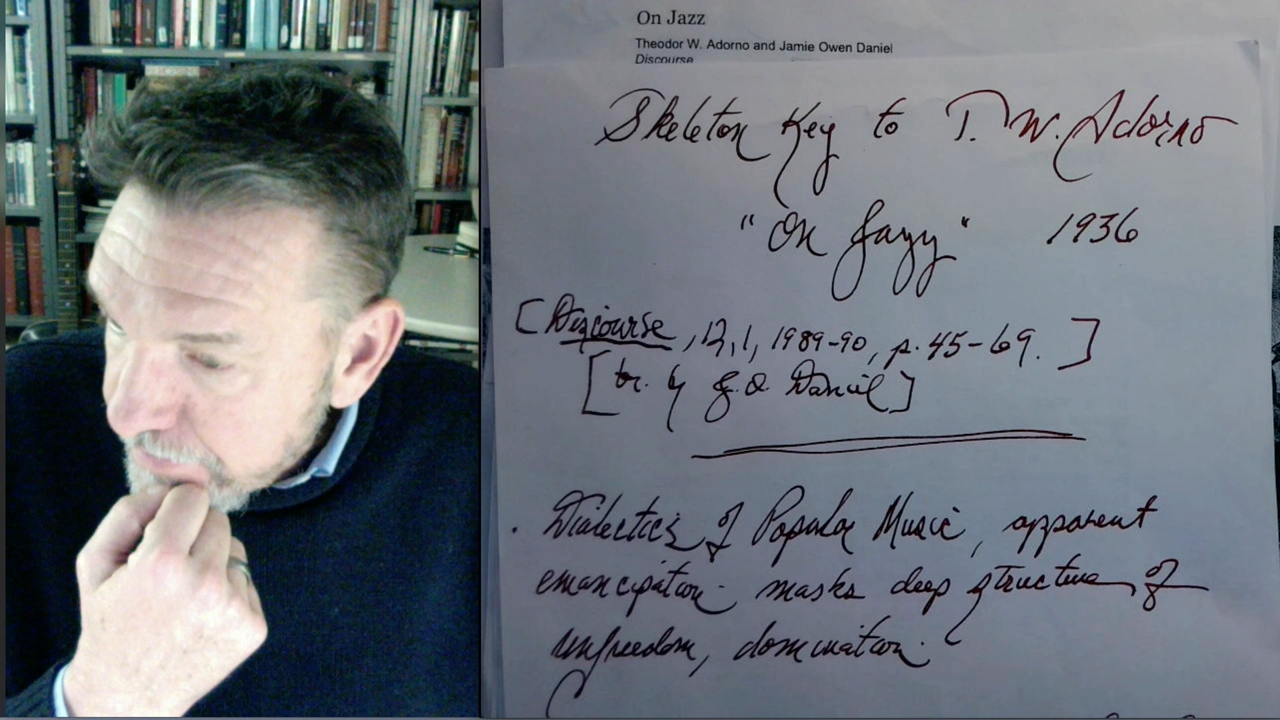 On Jazz
Theodor W. Adorno and Jamie Owen Daniel
Discourse
Skeleton Key to T. W. Adorno
"On Jazz" 1936
[Discourse, 12, 1, 1989-90, p. 45-69.]
[tr. by J. O. Daniel]
· Dialectics of Popular Music, apparent
emancipation masks deep structure of
unfreedom, domination.